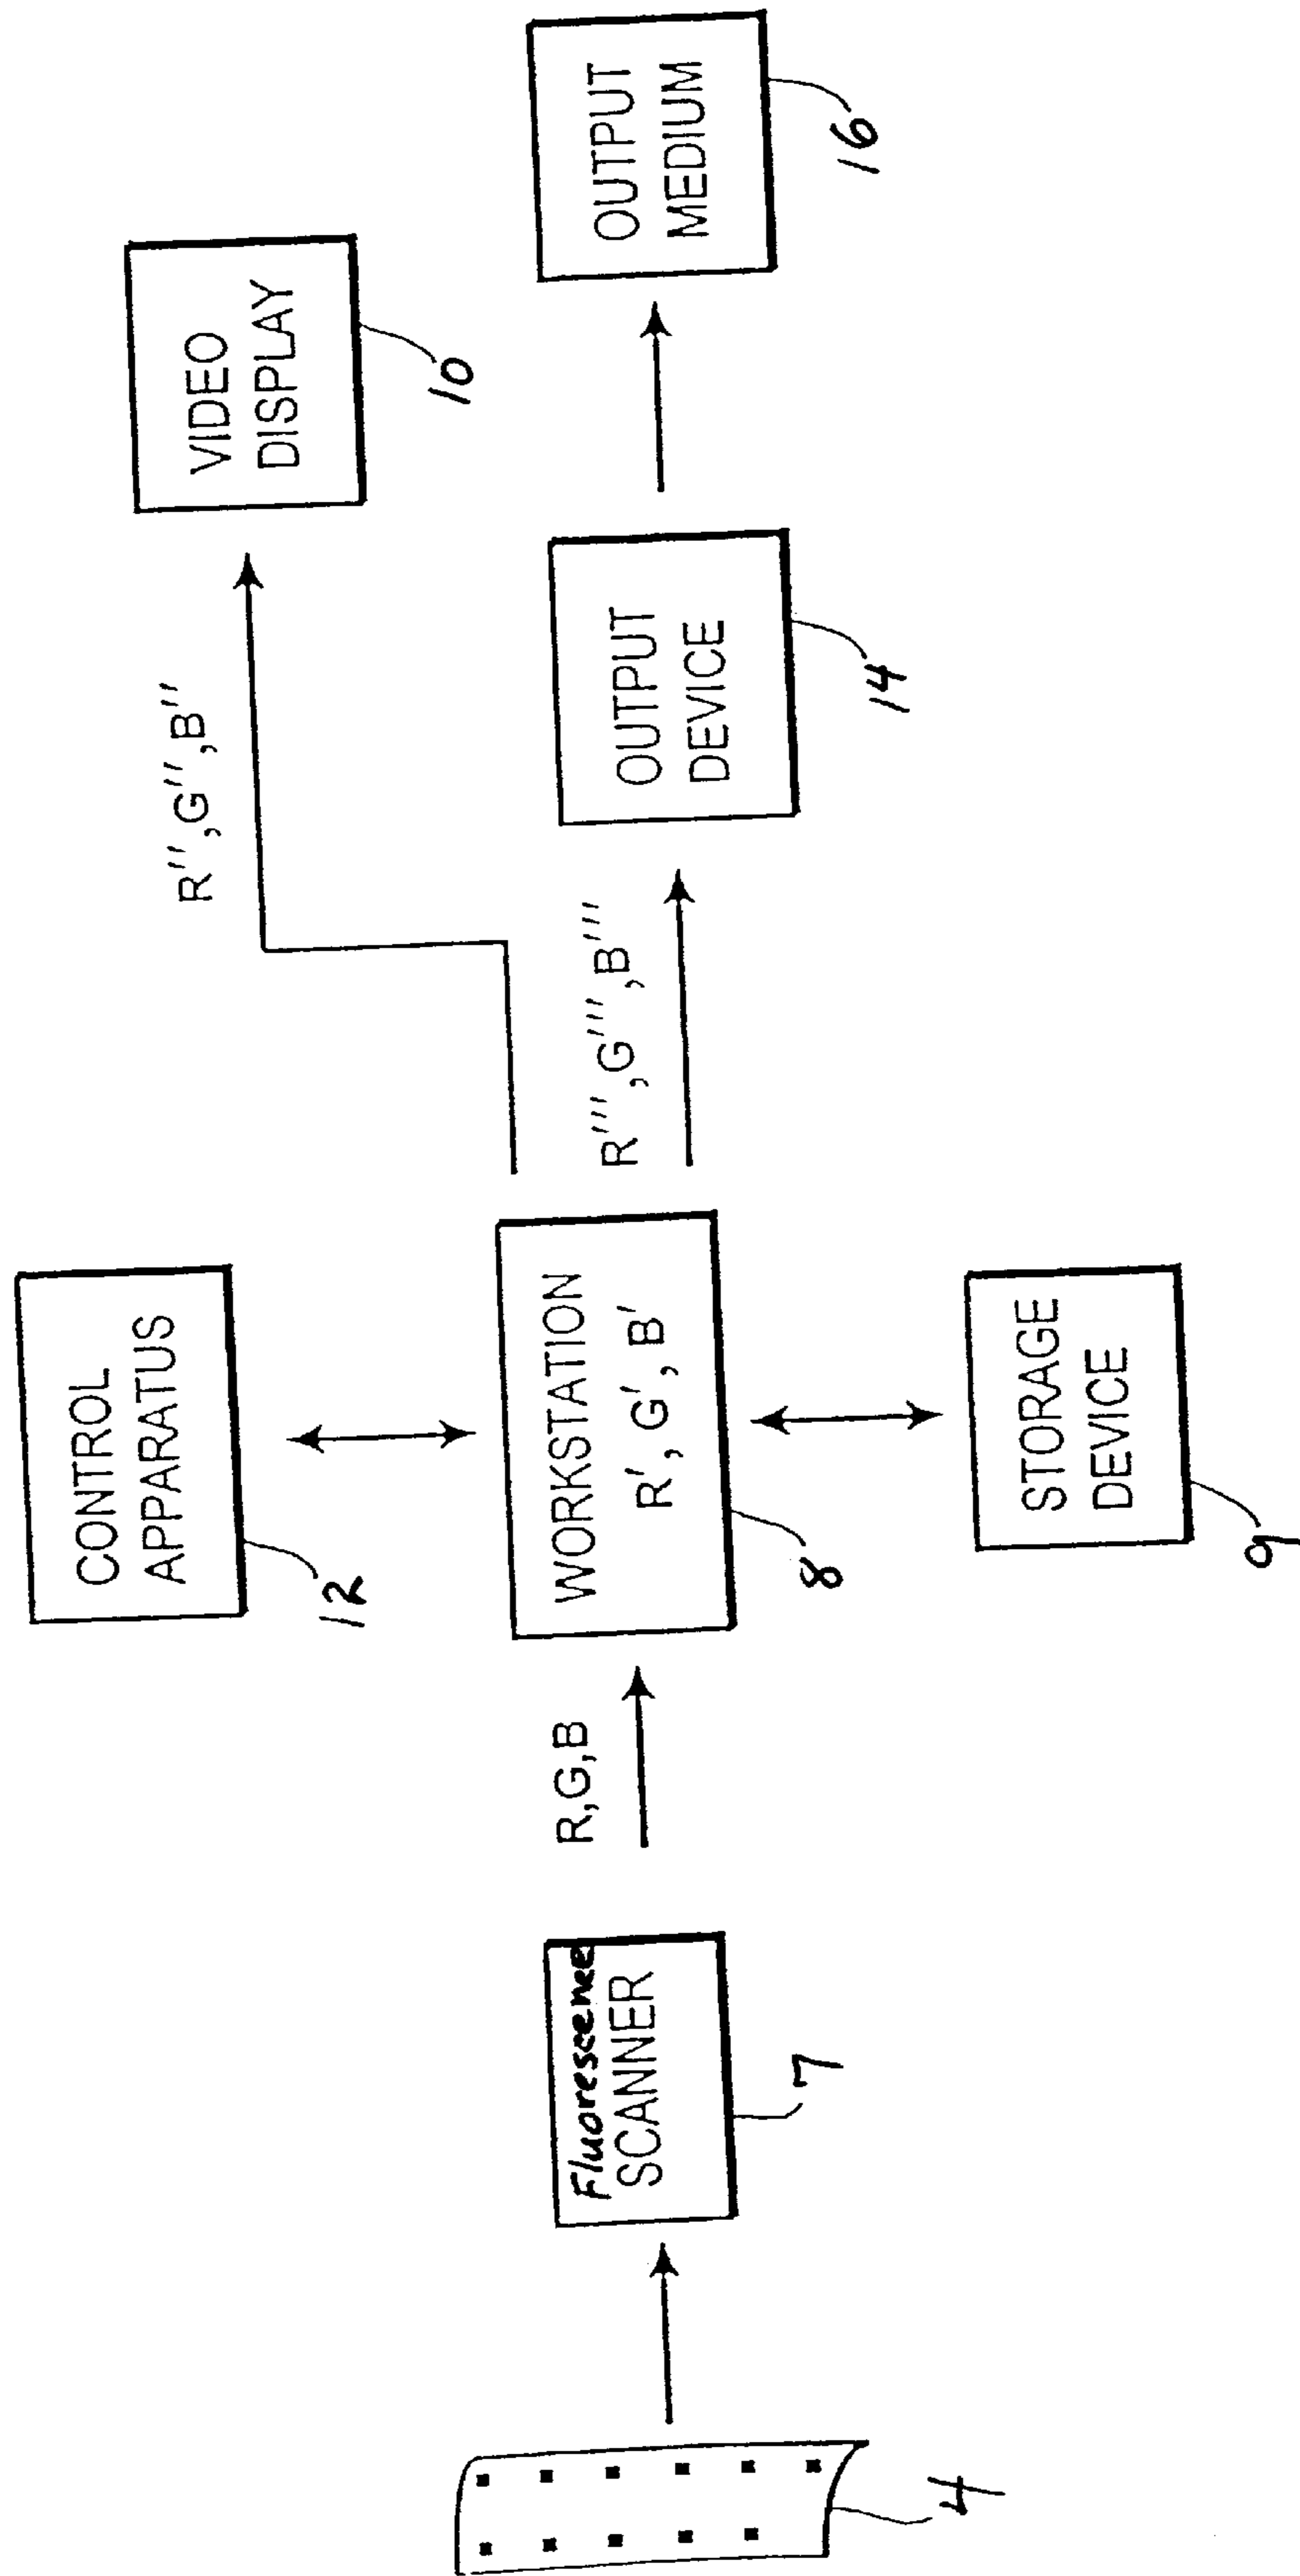 CONTROL
APPARATUS
12
R'',G'',B''
VIDEO
DISPLAY
10
4
Fluorescence
SCANNER
7
R,G,B
WORKSTATION
R', G', B'
8
R''',G''',B'''
OUTPUT
DEVICE
14
OUTPUT
MEDIUM
16
STORAGE
DEVICE
9